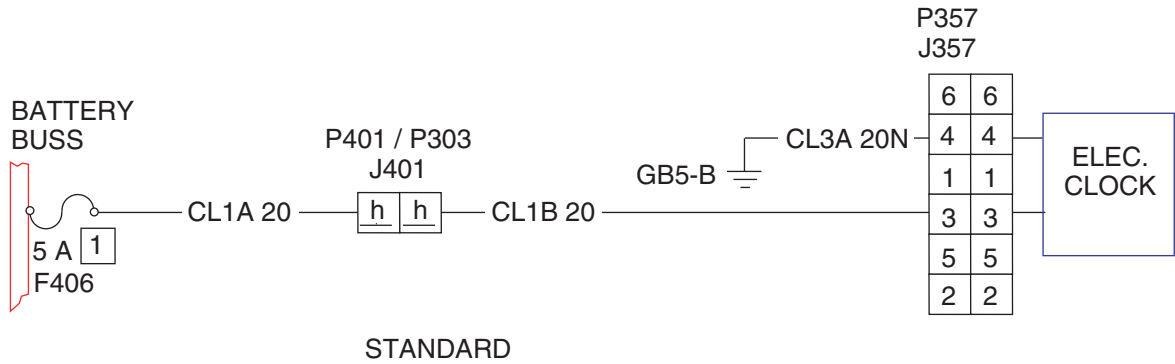 P357
J357
BATTERY
BUSS
P401 / P303
J401
6 6
CL3A 20N
4 4
ELEC.
CLOCK
GB5-B
1 1
CL1A 20
h h
CL1B 20
3 3
5 A 1
F406
5 5
2 2
STANDARD